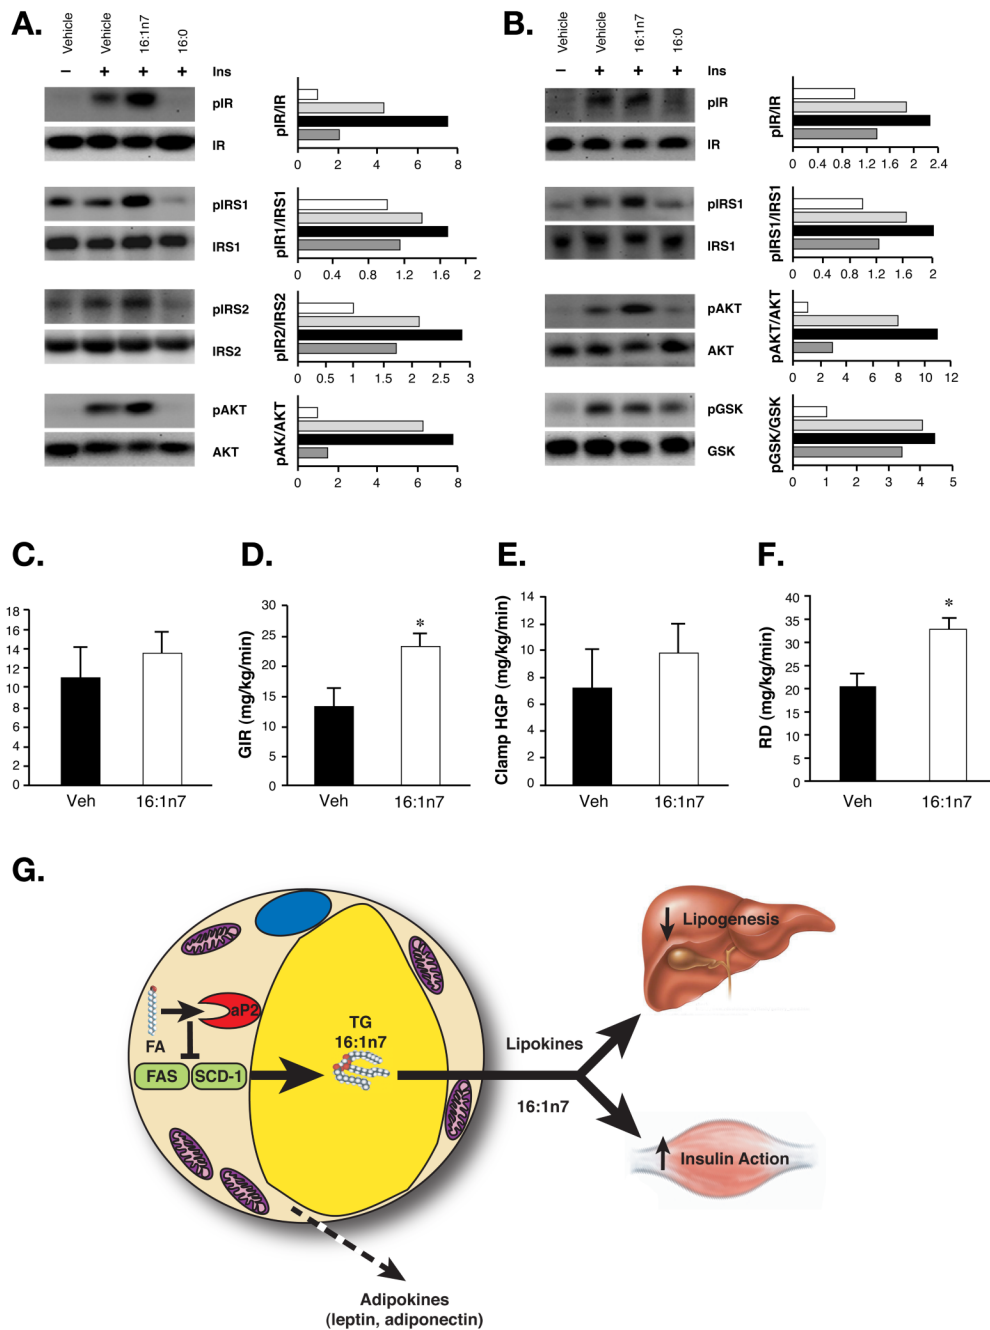 A.
Vehicle Vehicle 16:1n7 16:0
– + + + Ins
pIR
IR
pIR/IR
0 2 4 6 8
pIRS1
IRS1
pIR1/IRS1
0 0.4 0.8 1.2 1.6 2
pIRS2
IRS2
pIR2/IRS2
0 0.5 1 1.5 2 2.5 3
pAKT
AKT
pAK/AKT
0 2 4 6 8
B.
Vehicle Vehicle 16:1n7 16:0
– + + + Ins
pIR
IR
pIR/IR
0 0.4 0.8 1.2 1.6 2 2.4
pIRS1
IRS1
pIRS1/IRS1
0 0.4 0.8 1.2 1.6 2
pAKT
AKT
pAKT/AKT
0 2 4 6 8 10 12
pGSK
GSK
pGSK/GSK
0 1 2 3 4 5
C.
18
16
14
12
10
8
6
4
2
0
Veh 16:1n7
D.
GIR (mg/kg/min)
30
25
20
15
10
5
0
*
Veh 16:1n7
E.
Clamp HGP (mg/kg/min)
14
12
10
8
6
4
2
0
Veh 16:1n7
F.
RD (mg/kg/min)
40
35
30
25
20
15
10
5
0
*
Veh 16:1n7
G.
FA
aP2
FAS SCD-1
TG
16:1n7
Lipokines
16:1n7
Lipogenesis
Insulin Action
Adipokines
(leptin, adiponectin)